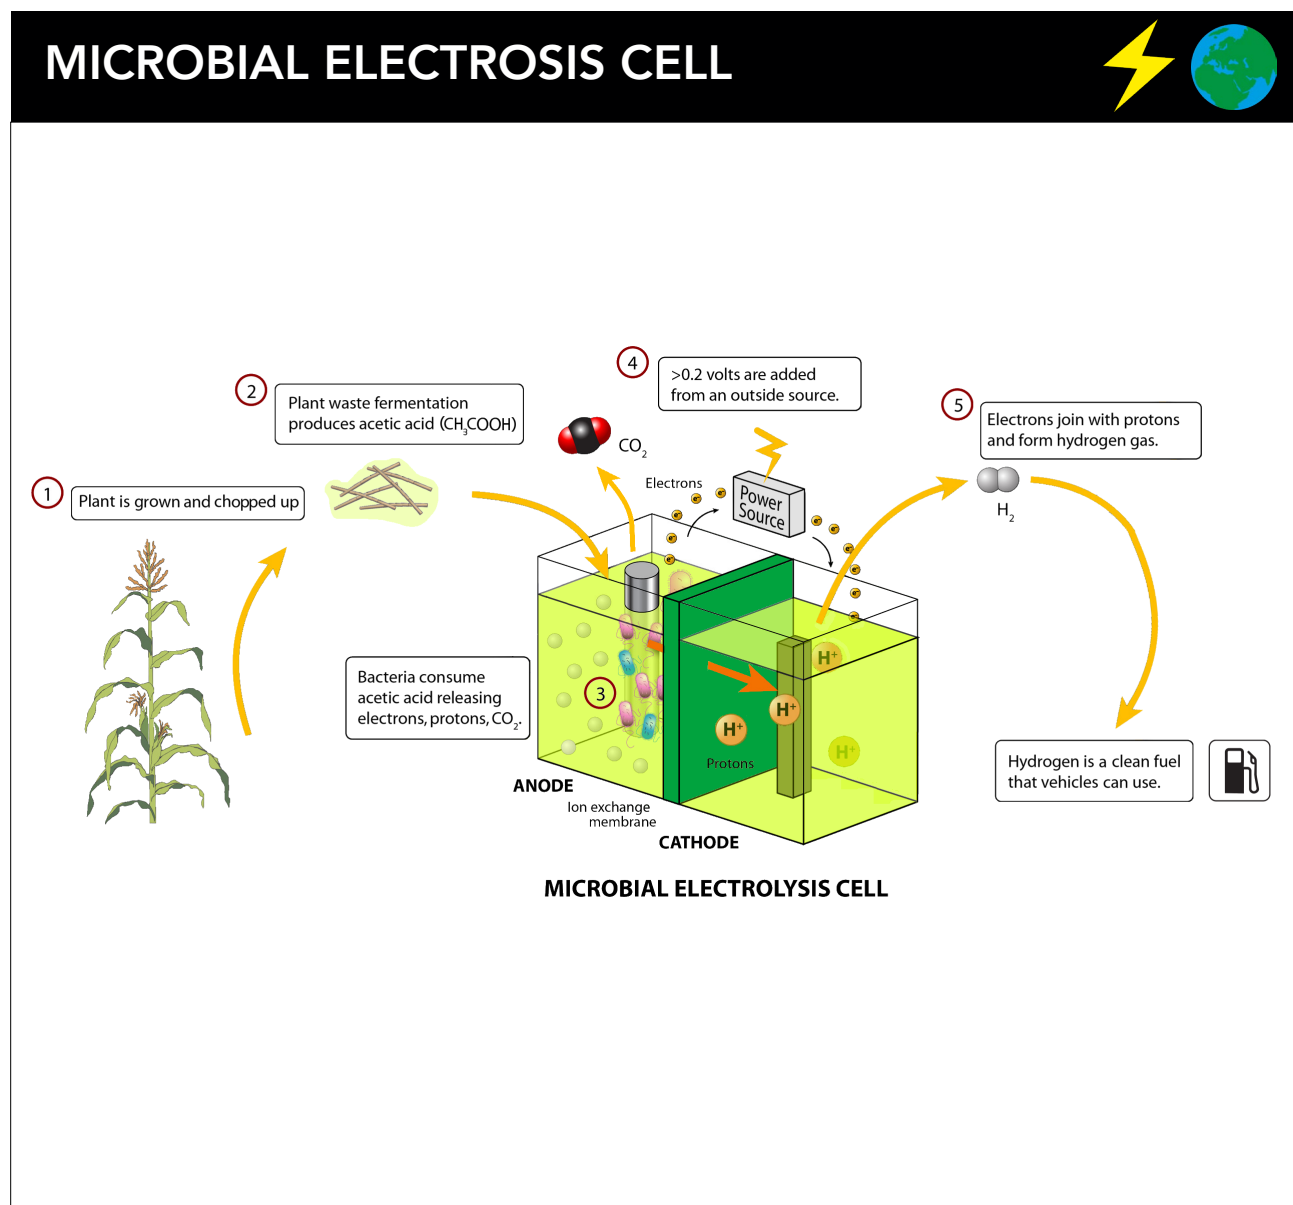 MICROBIAL ELECTROSIS CELL
1
Plant is grown and chopped up
2
Plant waste fermentation
produces acetic acid (CH₃COOH)
CO₂
4
>0.2 volts are added
from an outside source.
Electrons
Power
Source
e⁻
e⁻
e⁻
e⁻
e⁻
e⁻
e⁻
e⁻
e⁻
e⁻
e⁻
5
Electrons join with protons
and form hydrogen gas.
H₂
Bacteria consume
acetic acid releasing
electrons, protons, CO₂.
3
H⁺
H⁺
H⁺
H⁺
Protons
ANODE
Ion exchange
membrane
CATHODE
Hydrogen is a clean fuel
that vehicles can use.
MICROBIAL ELECTROLYSIS CELL